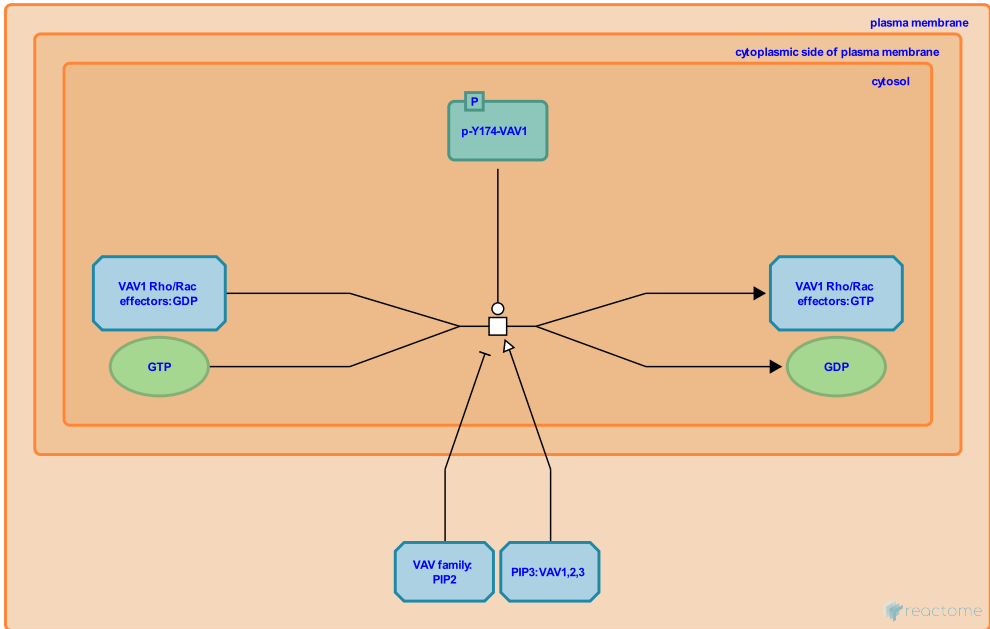 plasma membrane
cytoplasmic side of plasma membrane
cytosol
P
p-Y174-VAV1
VAV1 Rho/Rac
effectors:GDP
VAV1 Rho/Rac
effectors:GTP
GTP
GDP
VAV family:
PIP2
PIP3:VAV1,2,3
reactome